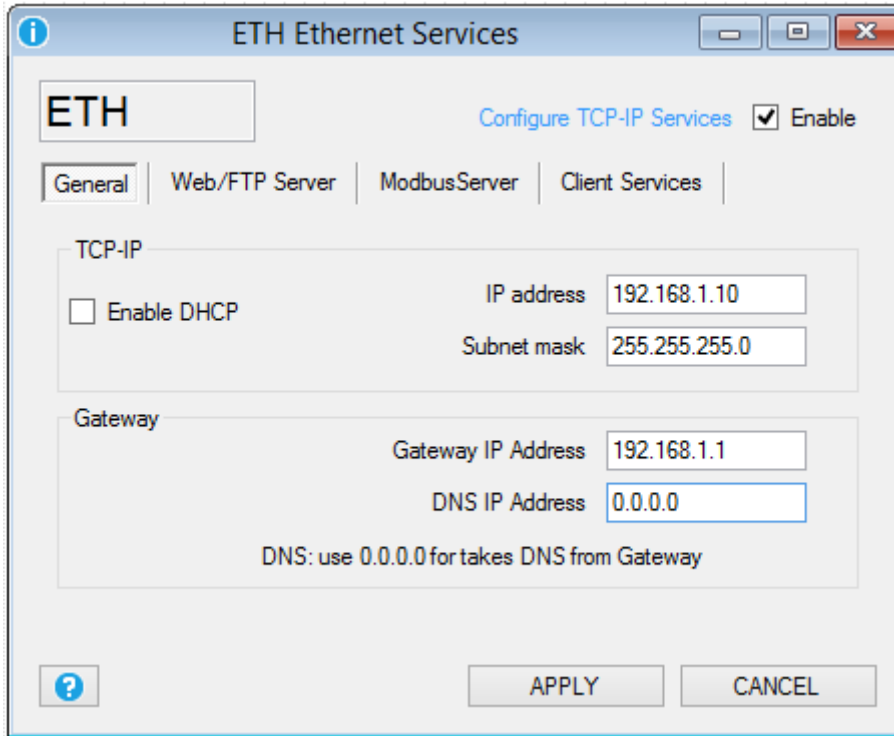 ETH Ethernet Services
ETH
Configure TCP-IP Services Enable
General Web/FTP Server ModbusServer Client Services
TCP-IP
Enable DHCP
IP address 192.168.1.10
Subnet mask 255.255.255.0
Gateway
Gateway IP Address 192.168.1.1
DNS IP Address 0.0.0.0
DNS: use 0.0.0.0 for takes DNS from Gateway
APPLY CANCEL